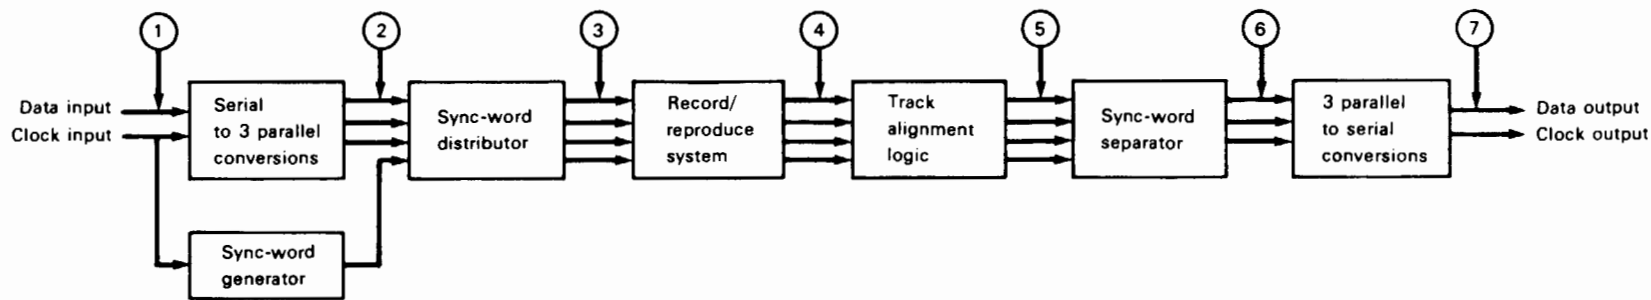 1
2
3
4
5
6
7
Data input
Clock input
Serial
to 3 parallel
conversions
Sync-word
distributor
Record/
reproduce
system
Track
alignment
logic
Sync-word
separator
3 parallel
to serial
conversions
Data output
Clock output
Sync-word
generator